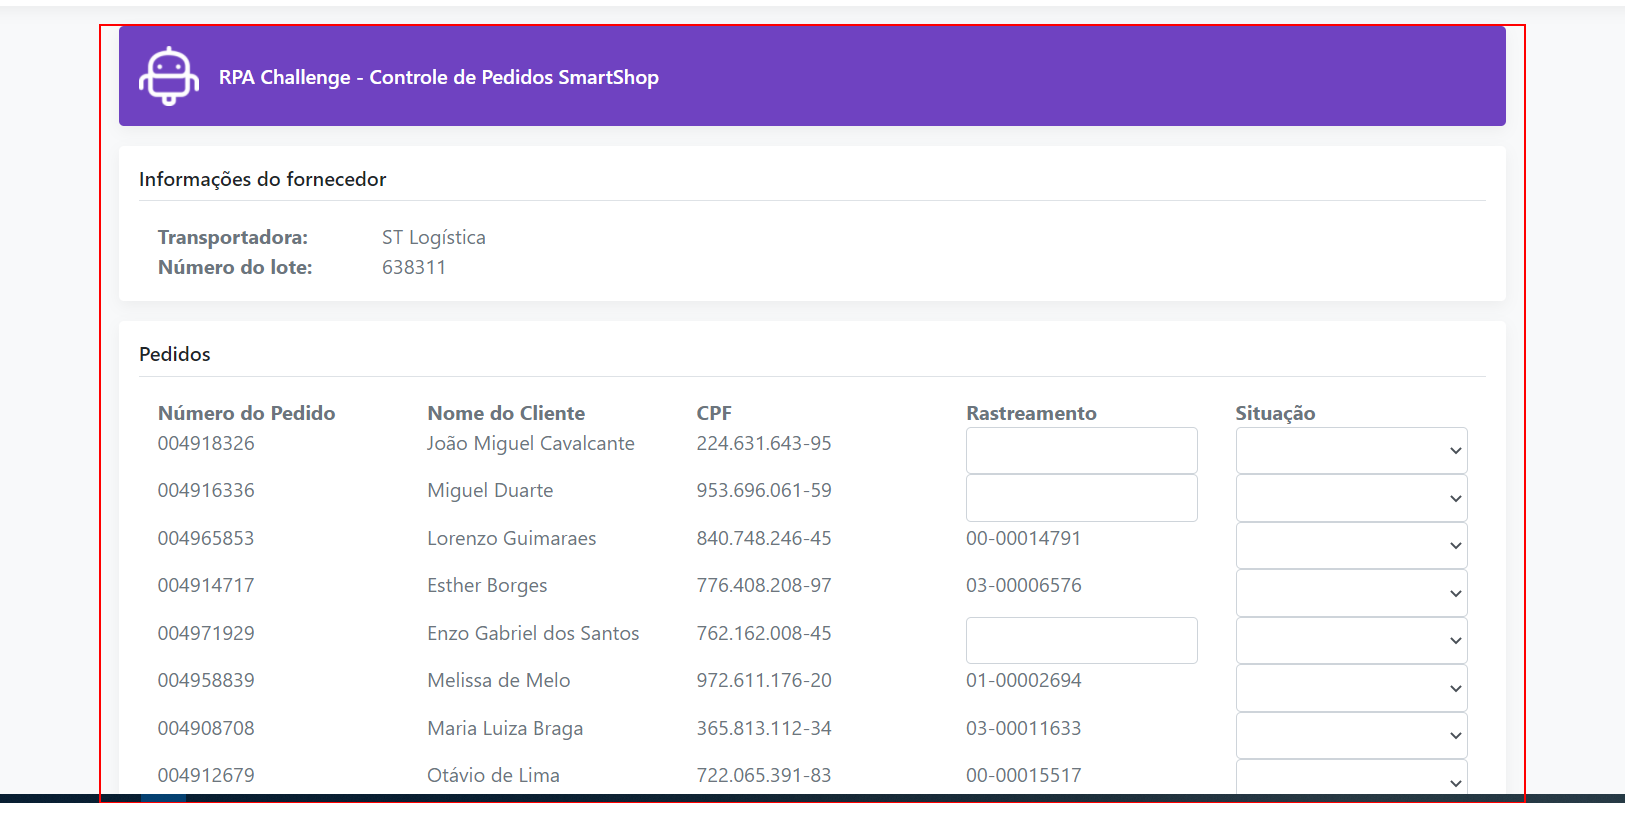 RPA Challenge - Controle de Pedidos SmartShop
Informações do fornecedor
Transportadora: ST Logística
Número do lote: 638311
Pedidos
Número do Pedido Nome do Cliente CPF Rastreamento Situação
004918326 João Miguel Cavalcante 224.631.643-95
004916336 Miguel Duarte 953.696.061-59
004965853 Lorenzo Guimaraes 840.748.246-45 00-00014791
004914717 Esther Borges 776.408.208-97 03-00006576
004971929 Enzo Gabriel dos Santos 762.162.008-45
004958839 Melissa de Melo 972.611.176-20 01-00002694
004908708 Maria Luiza Braga 365.813.112-34 03-00011633
004912679 Otávio de Lima 722.065.391-83 00-00015517